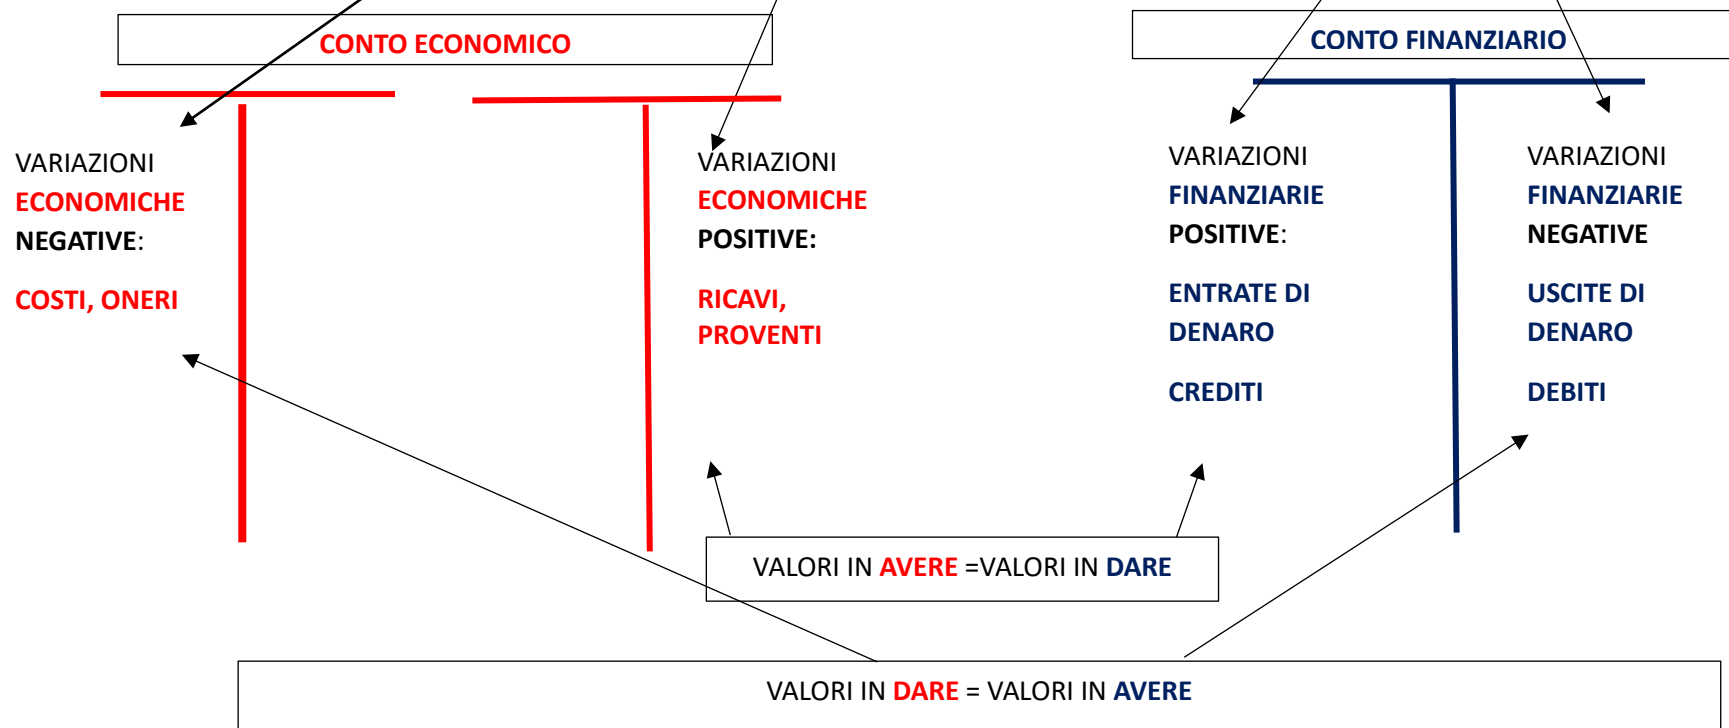 CONTO ECONOMICO
CONTO FINANZIARIO
VARIAZIONI
ECONOMICHE
NEGATIVE:
COSTI, ONERI
VARIAZIONI
ECONOMICHE
POSITIVE:
RICAVI,
PROVENTI
VARIAZIONI
FINANZIARIE
POSITIVE:
ENTRATE DI
DENARO
CREDITI
VARIAZIONI
FINANZIARIE
NEGATIVE
USCITE DI
DENARO
DEBITI
VALORI IN AVERE =VALORI IN DARE
VALORI IN DARE = VALORI IN AVERE